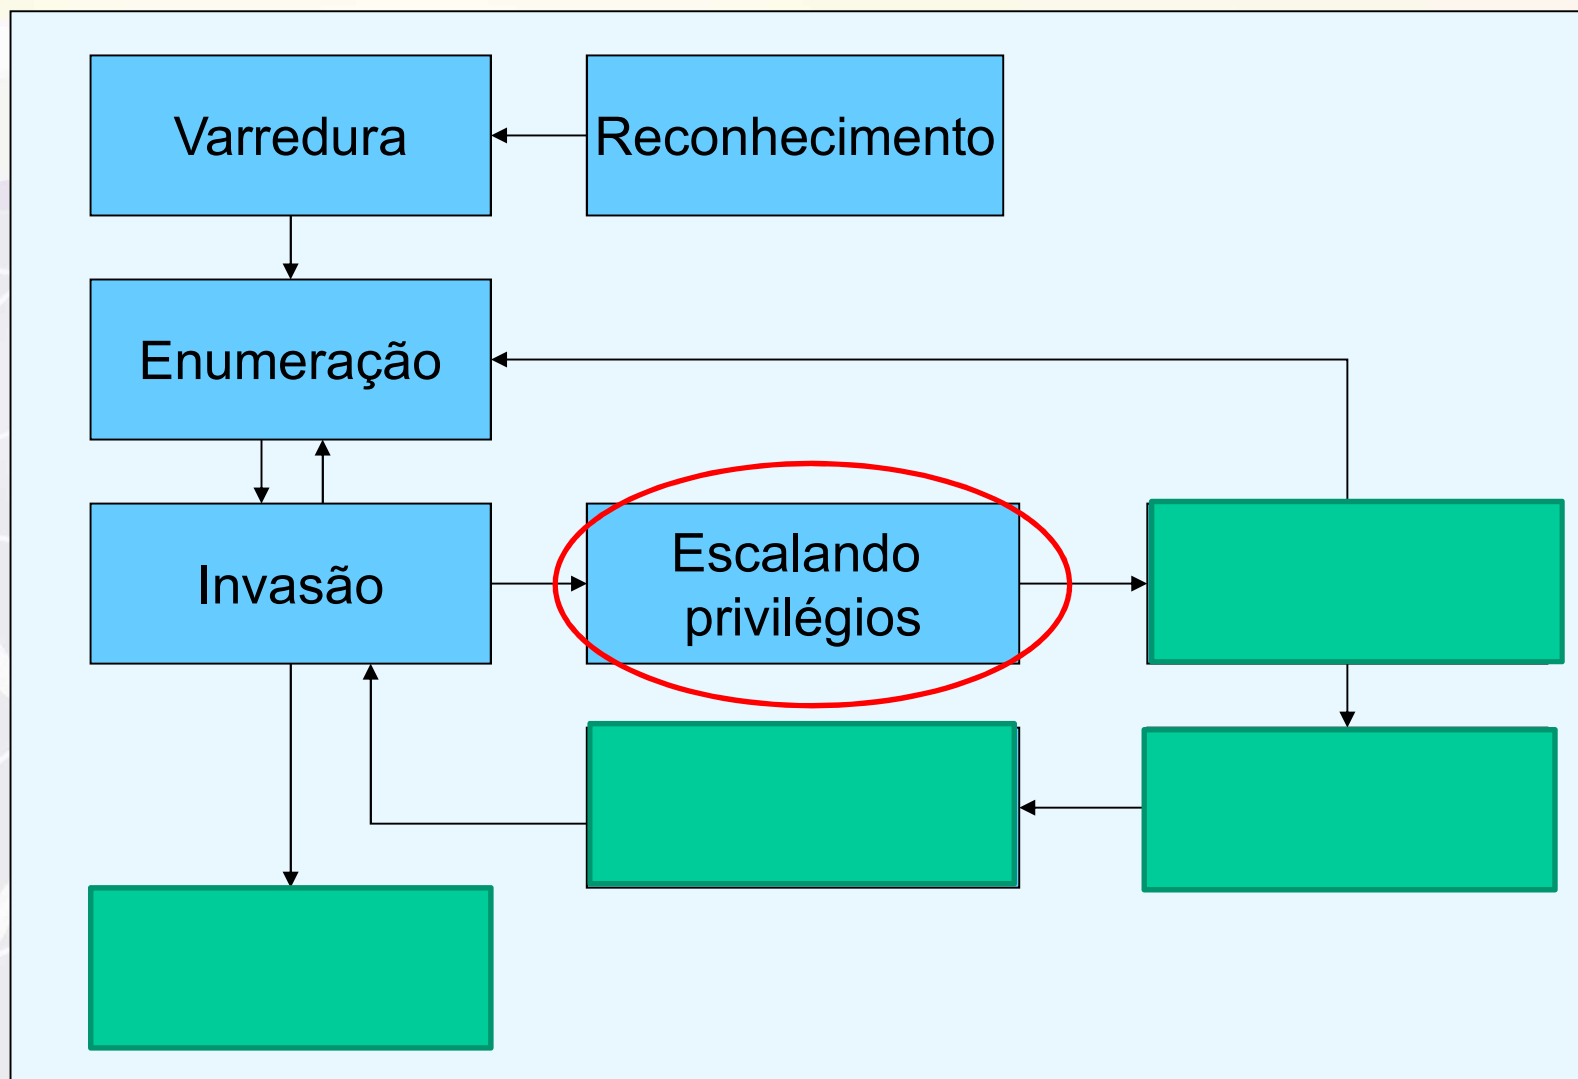 Varredura
Reconhecimento
Enumeração
Invasão
Escalando
privilégios